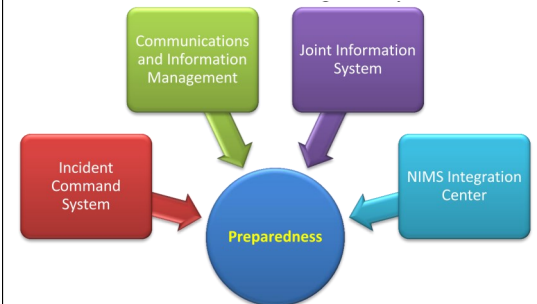 Communications
and Information
Management
Joint Information
System
Incident
Command
System
NIMS Integration
Center
Preparedness